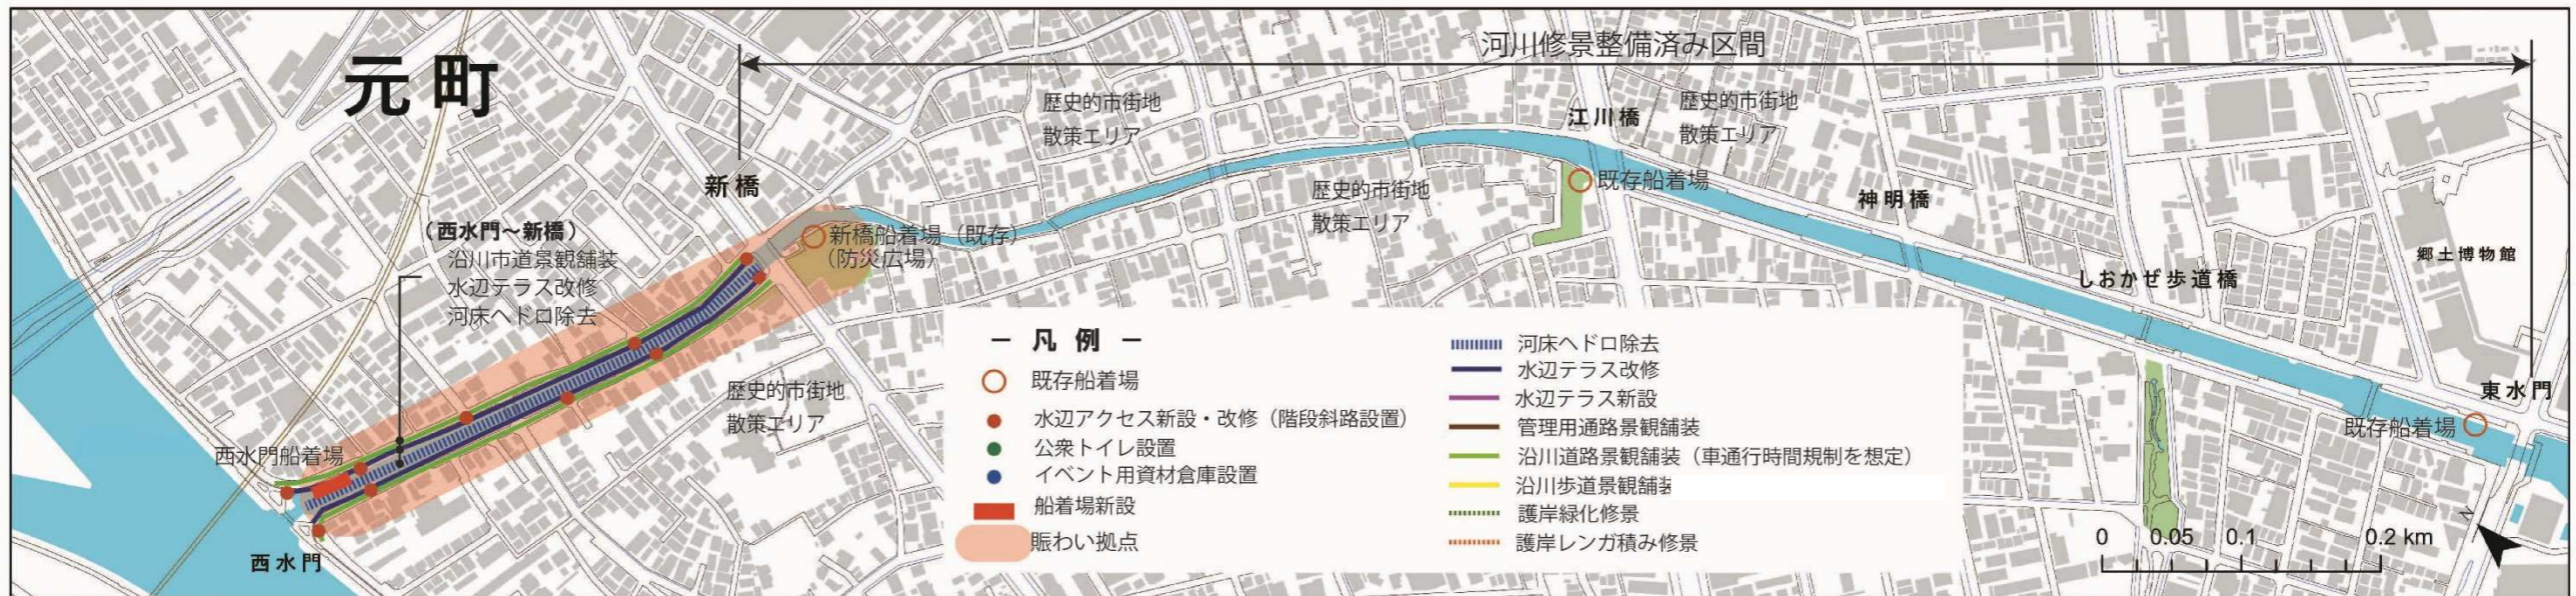 元町
河川修景整備済み区間
新橋
歴史的市街地
散策エリア
江川橋
歴史的市街地
散策エリア
既存船着場
神明橋
歴史的市街地
散策エリア
(西水門〜新橋)
沿川市道景観舗装
水辺テラス改修
河床ヘドロ除去
新橋船着場(既存)
(防災広場)
しおかぜ歩道橋
郷土博物館
東水門
既存船着場
歴史的市街地
散策エリア
西水門船着場
西水門
― 凡 例 ―
既存船着場
水辺アクセス新設・改修(階段斜路設置)
公衆トイレ設置
イベント用資材倉庫設置
船着場新設
賑わい拠点
河床ヘドロ除去
水辺テラス改修
水辺テラス新設
管理用通路景観舗装
沿川道路景観舗装(車通行時間規制を想定)
沿川歩道景観舗装
護岸緑化修景
護岸レンガ積み修景
0 0.05 0.1 0.2 km
N